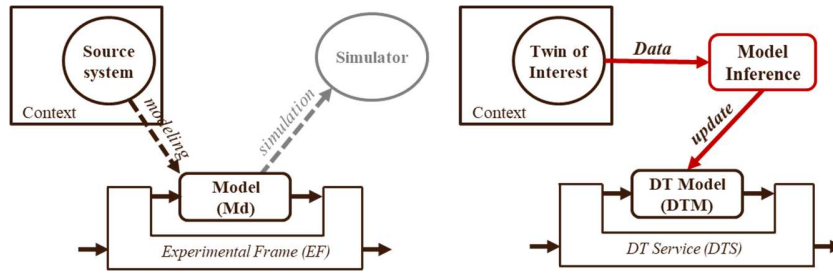 Source
system
Context
modeling
simulation
Simulator
Model
(Md)
Experimental Frame (EF)
Twin of
Interest
Context
Data
Model
Inference
update
DT Model
(DTM)
DT Service (DTS)